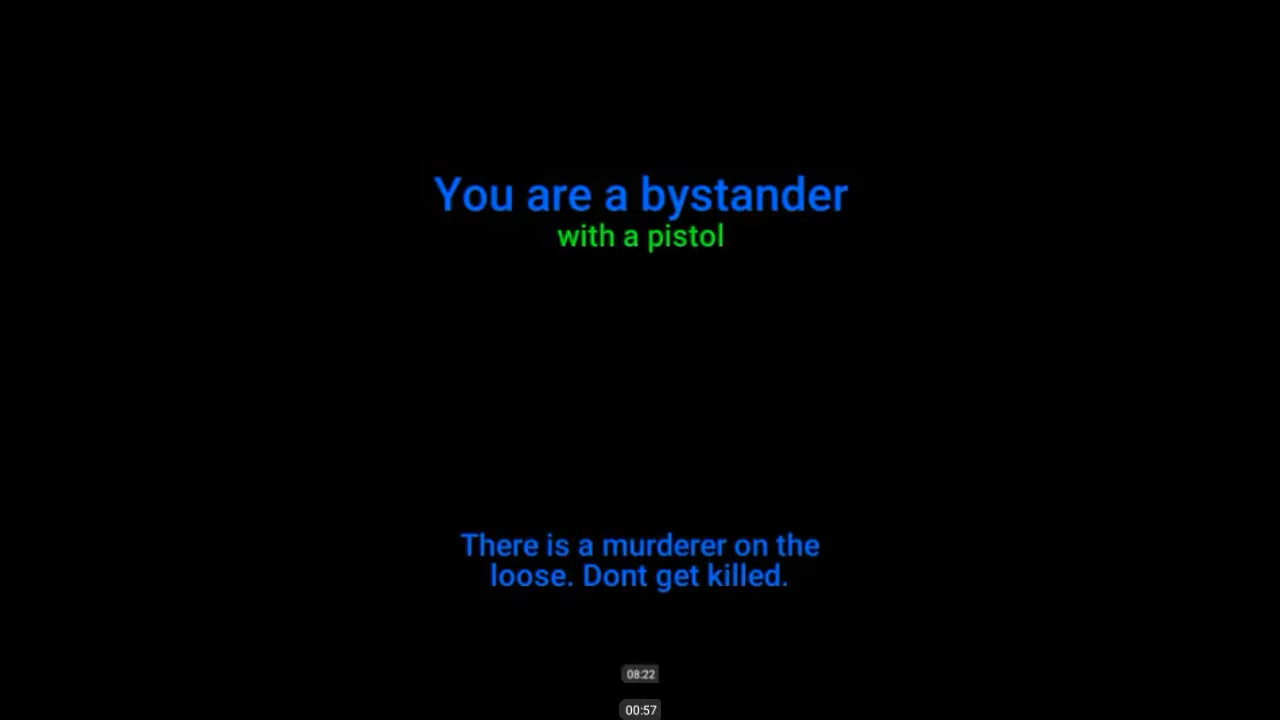 You are a bystander
with a pistol
There is a murderer on the
loose. Dont get killed.
08:22
00:57